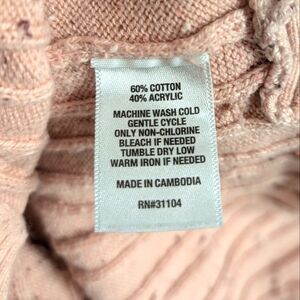 60% COTTON
40% ACRYLIC
MACHINE WASH COLD
GENTLE CYCLE
ONLY NON-CHLORINE
BLEACH IF NEEDED
TUMBLE DRY LOW
WARM IRON IF NEEDED
MADE IN CAMBODIA
RN#31104